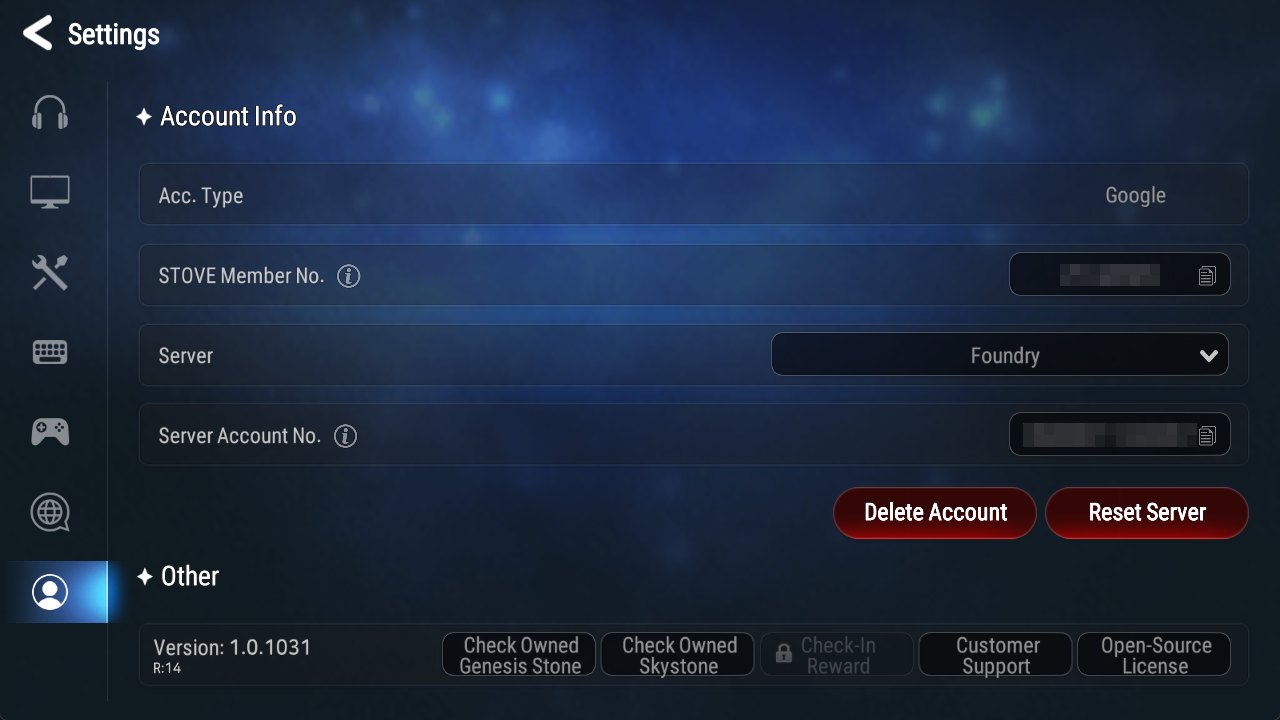 Settings
Account Info
Acc. Type
Google
STOVE Member No.
Server
Foundry
Server Account No.
Delete Account
Reset Server
Other
Version: 1.0.1031
R:14
Check Owned
Genesis Stone
Check Owned
Skystone
Check-In
Reward
Customer
Support
Open-Source
License